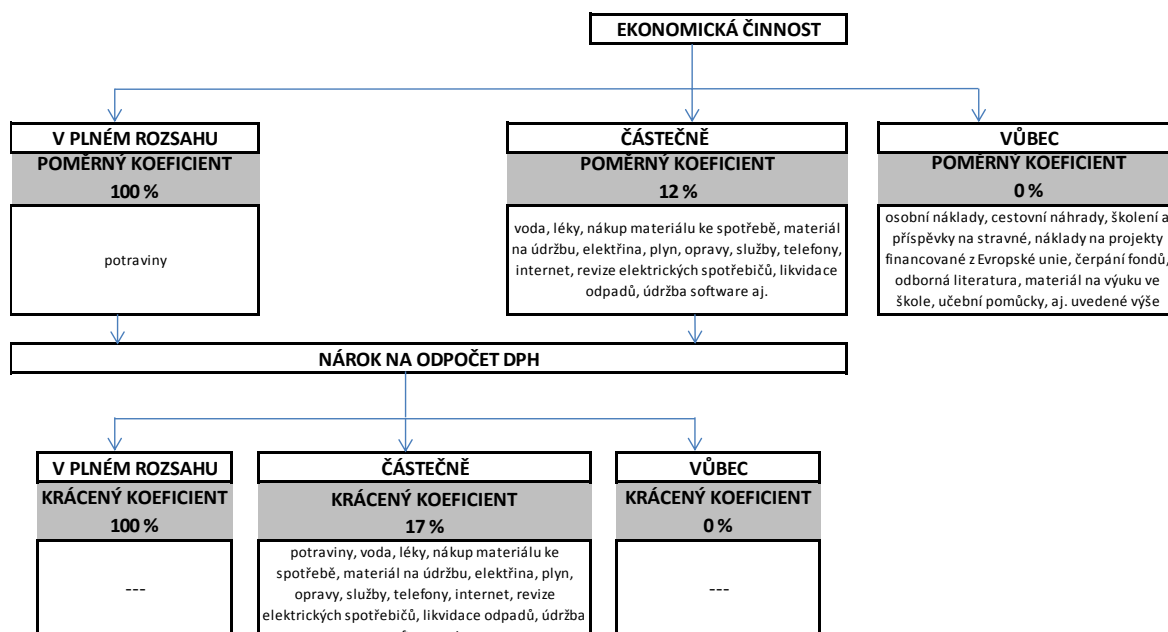 EKONOMICKÁ ČINNOST
V PLNÉM ROZSAHU
POMĚRNÝ KOEFICIENT
100 %
potraviny
ČÁSTEČNĚ
POMĚRNÝ KOEFICIENT
12 %
voda, léky, nákup materiálu ke spotřebě, materiál
na údržbu, elektřina, plyn, opravy, služby, telefony,
internet, revize elektrických spotřebičů, likvidace
odpadů, údržba software aj.
VŮBEC
POMĚRNÝ KOEFICIENT
0 %
osobní náklady, cestovní náhrady, školení a
příspěvky na stravné, náklady na projekty
financované z Evropské unie, čerpání fondů,
odborná literatura, materiál na výuku ve
škole, učební pomůcky, aj. uvedené výše
NÁROK NA ODPOČET DPH
V PLNÉM ROZSAHU
KRÁCENÝ KOEFICIENT
100 %
---
ČÁSTEČNĚ
KRÁCENÝ KOEFICIENT
17 %
potraviny, voda, léky, nákup materiálu ke
spotřebě, materiál na údržbu, elektřina, plyn,
opravy, služby, telefony, internet, revize
elektrických spotřebičů, likvidace odpadů, údržba
VŮBEC
KRÁCENÝ KOEFICIENT
0 %
---